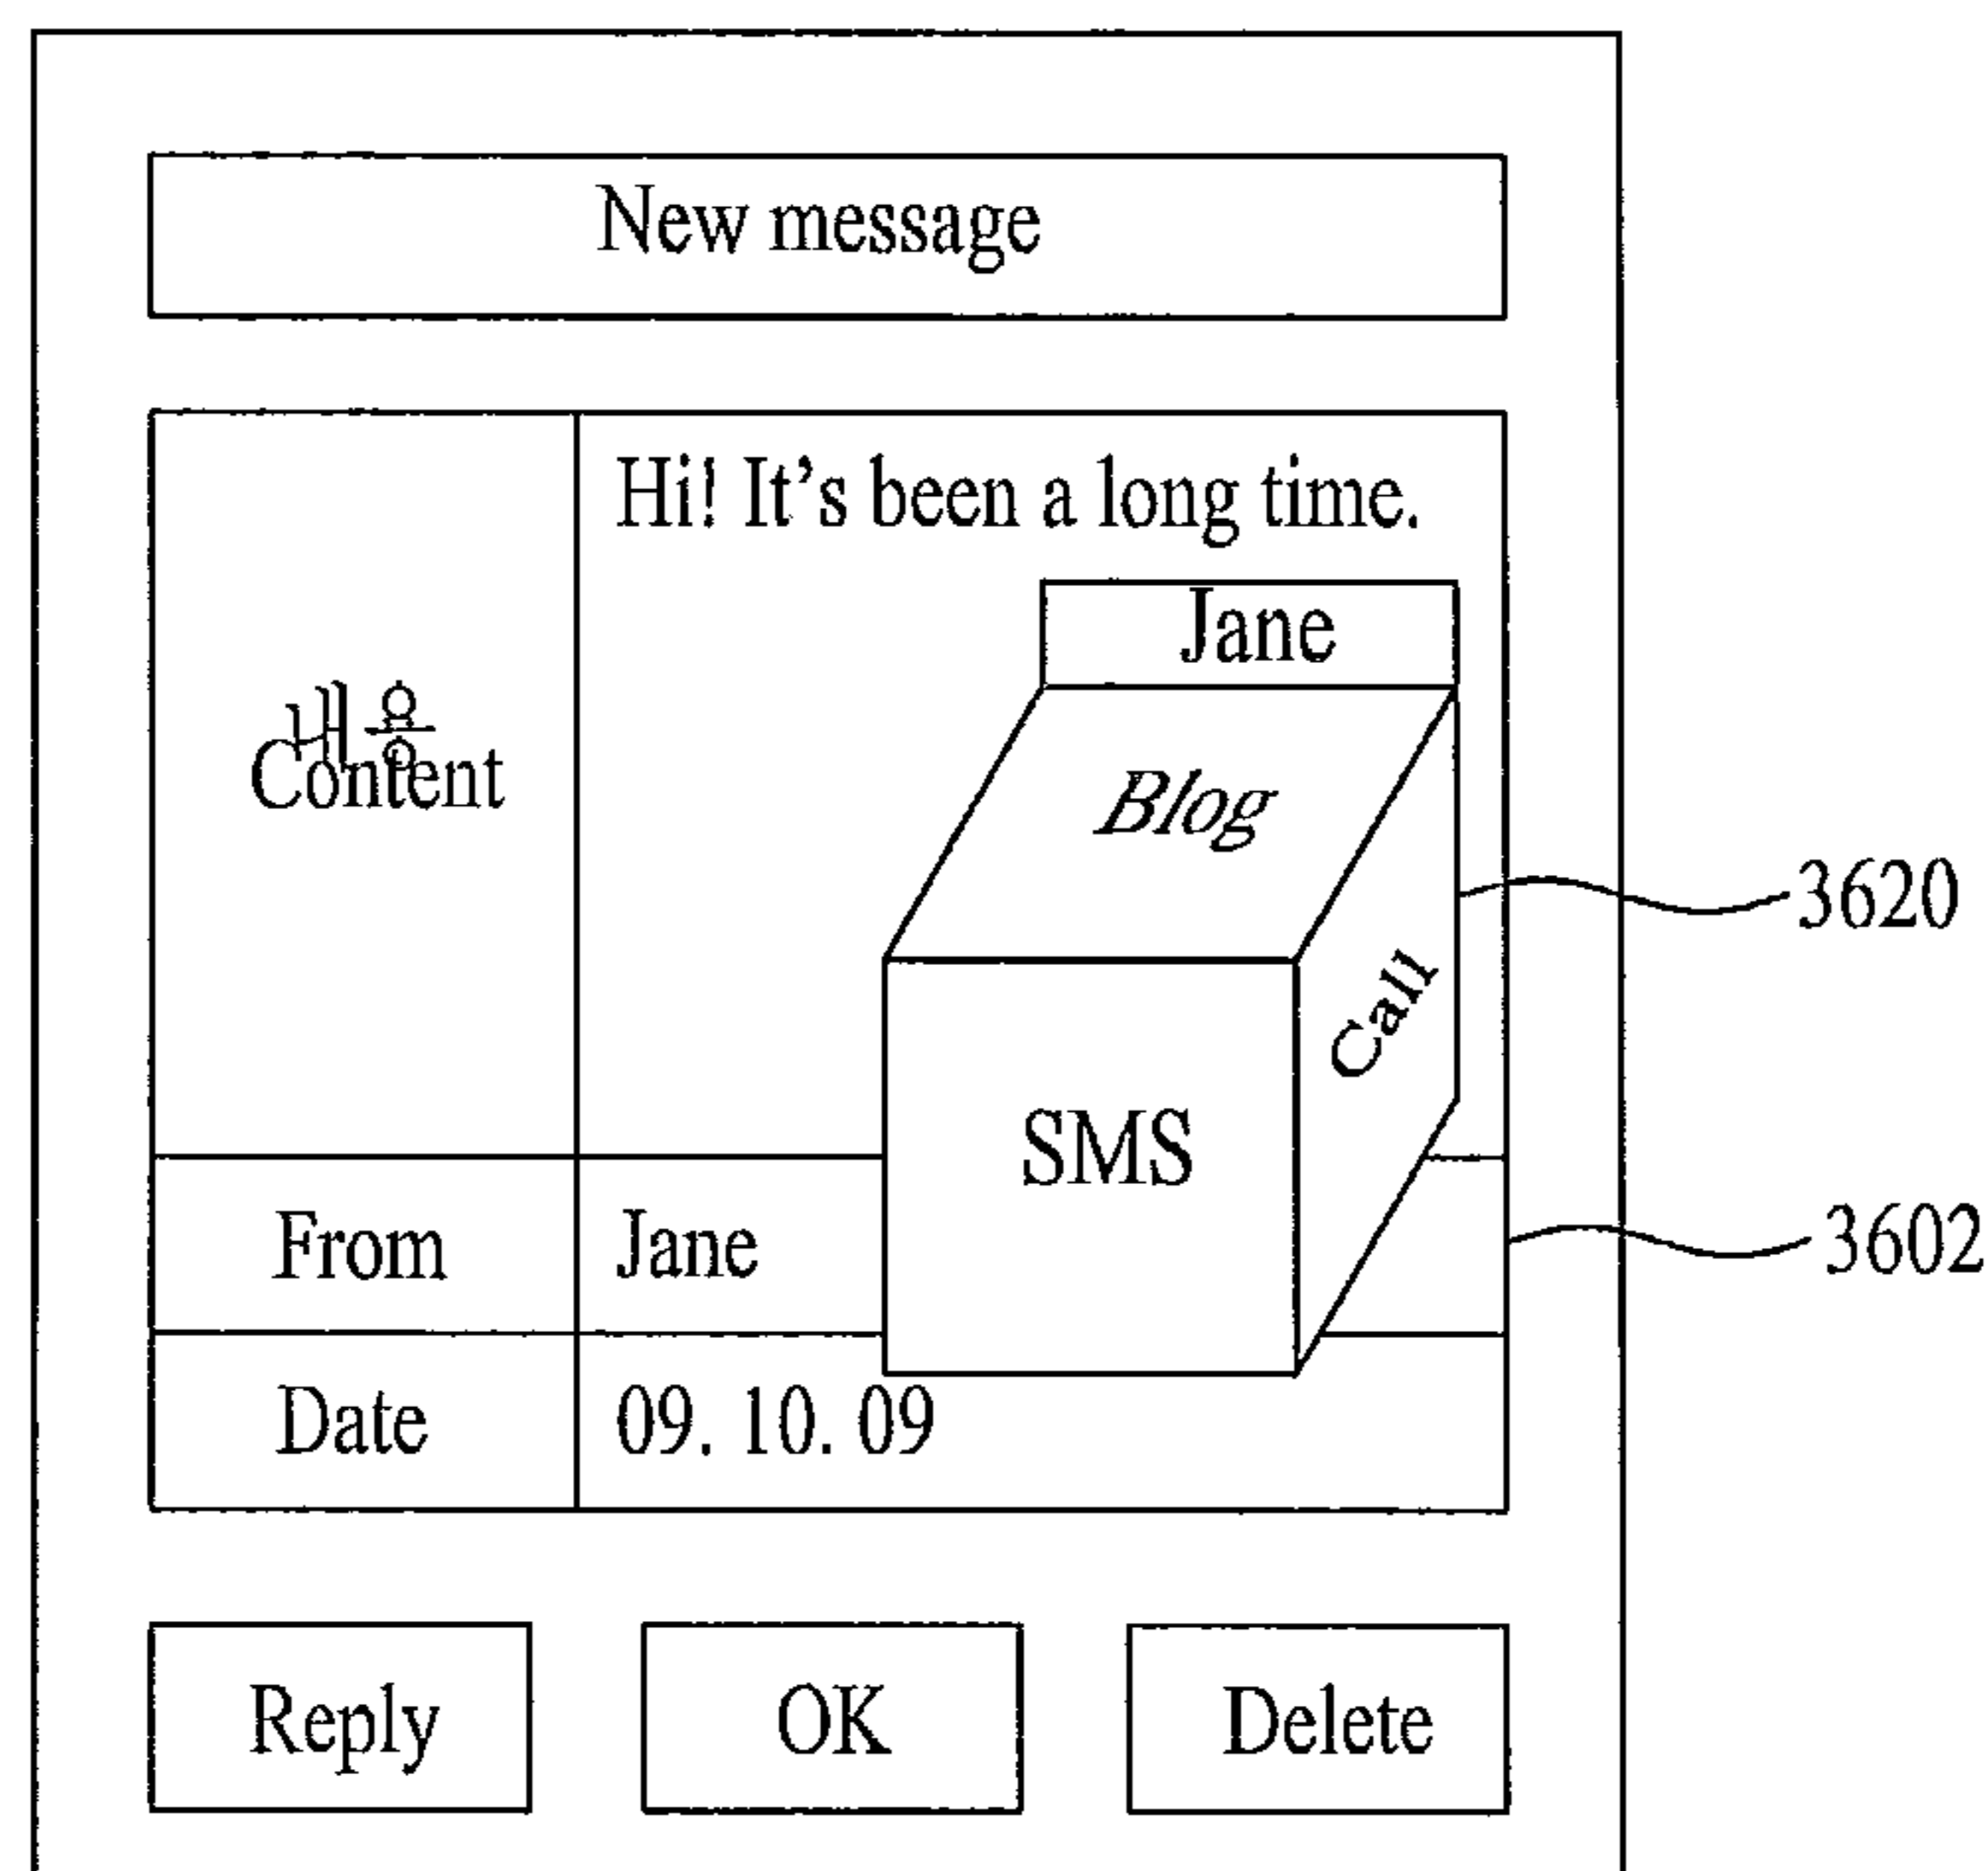 New message
Hi! It's been a long time.
Jane
내용
Content
Blog
3620
Call
SMS
From
Jane
3602
Date
09. 10. 09
Reply
OK
Delete